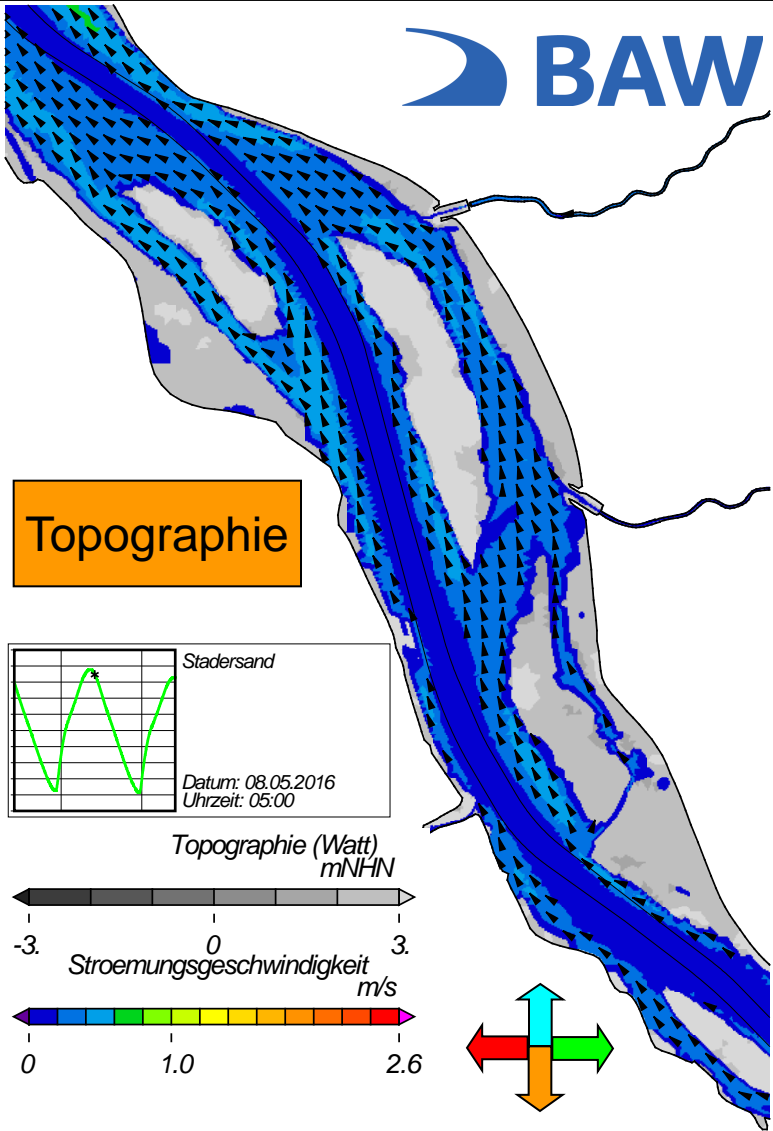 BAW
Topographie
Stadersand
Datum: 08.05.2016
Uhrzeit: 05:00
Topographie (Watt)
mNHN
-3. 0 3.
Stroemungsgeschwindigkeit
m/s
0 1.0 2.6